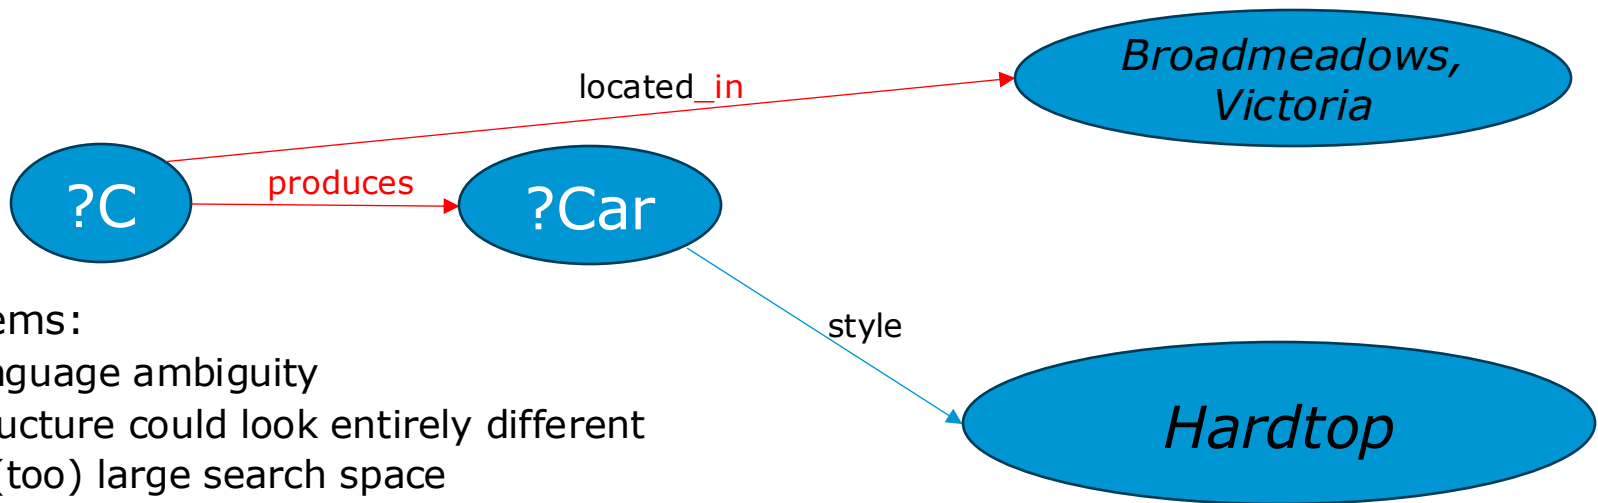 Broadmeadows,
Victoria
located_in
produces
?C
?Car
style
Hardtop
ems:
nguage ambiguity
ucture could look entirely different
(too) large search space